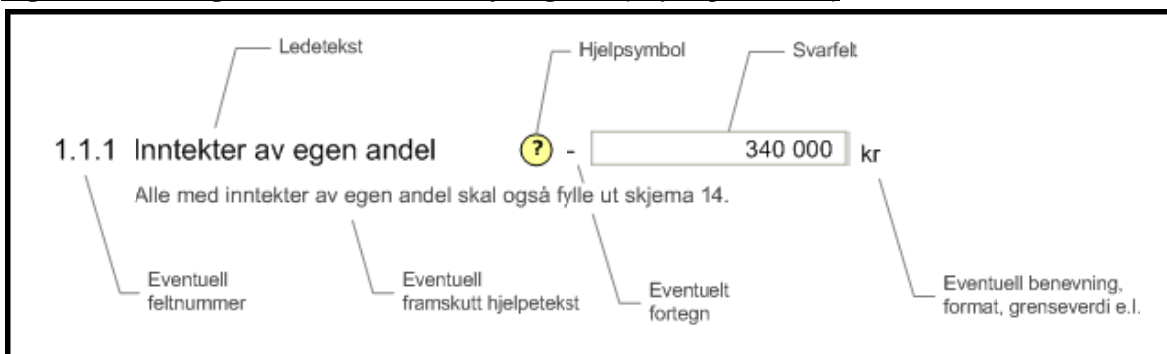 Ledetekst
Hjelpsymbol
Svarfelt
1.1.1 Inntekter av egen andel ? - 340 000 kr
Alle med inntekter av egen andel skal også fylle ut skjema 14.
Eventuell
feltnummer
Eventuell
framskutt hjelpetekst
Eventuelt
fortegn
Eventuell benevning,
format, grenseverdi e.l.